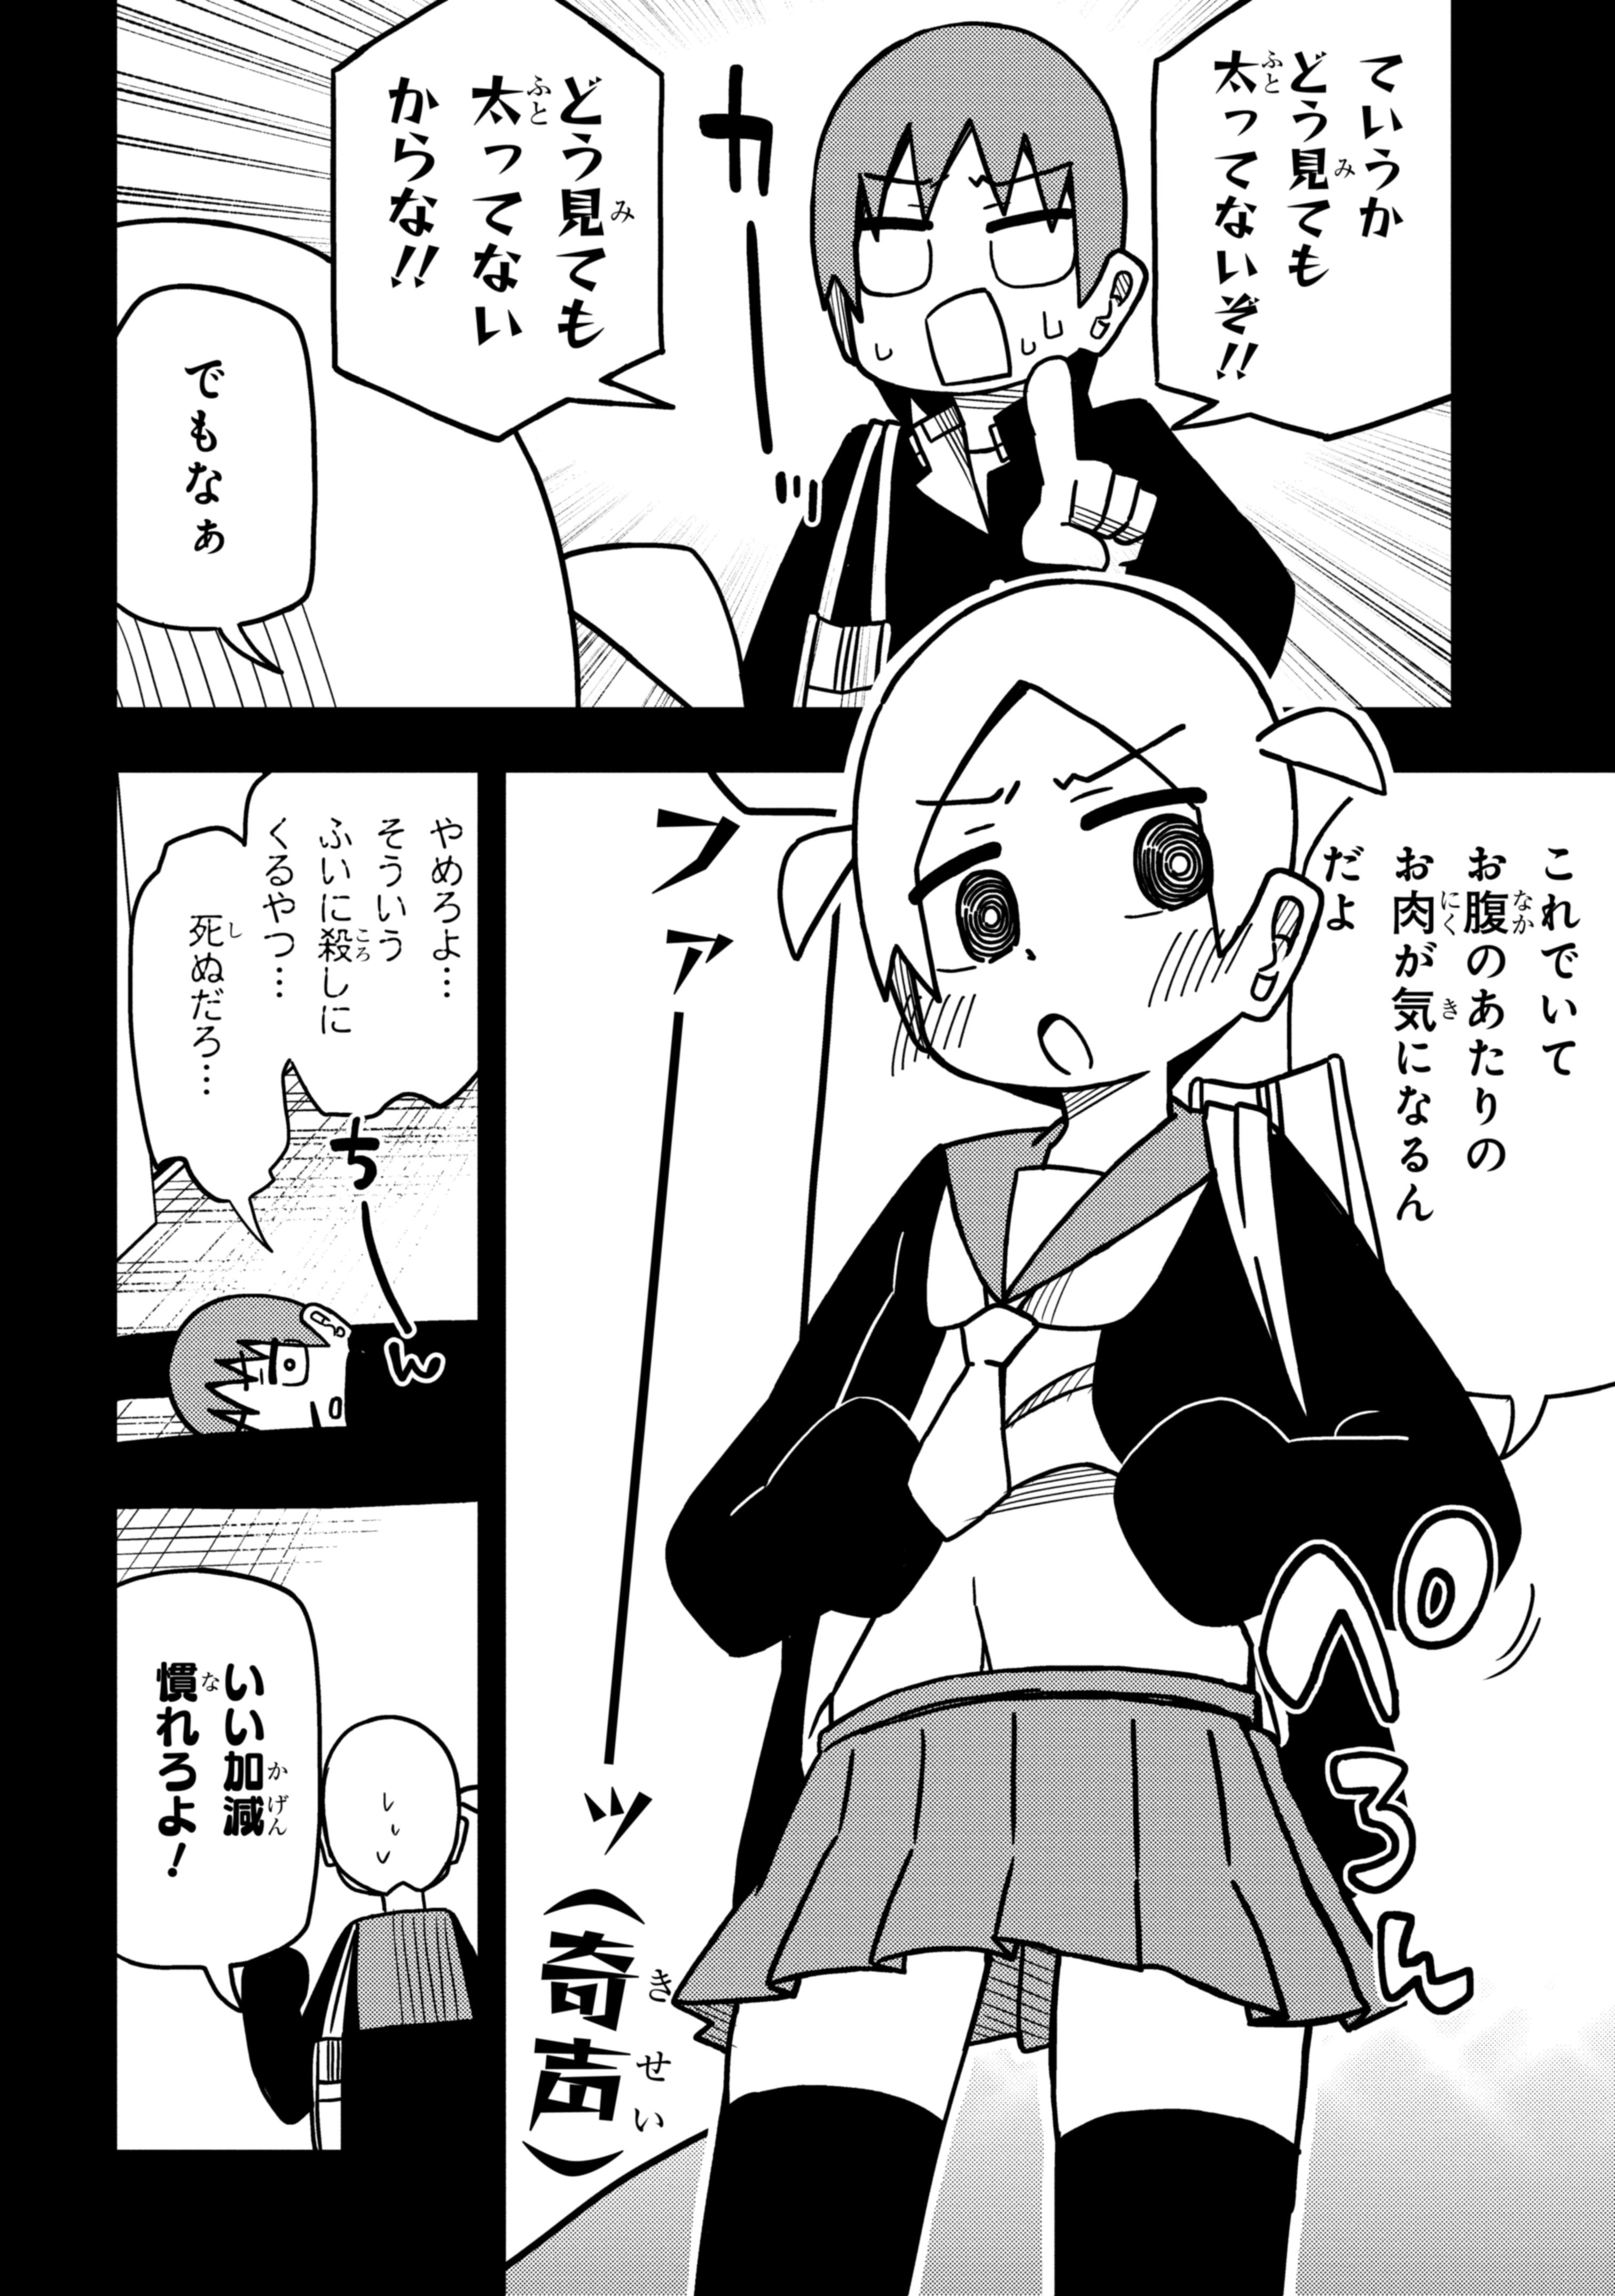 ていうか
どう見ても
太ってないぞ!!
どう見ても
太ってない
からな!!
カーッ
でもなぁ
これでいて
お腹のあたりの
お肉が気になるん
だよ
ぺろん
ファーッ
(奇声)
やめろよ…
そういう
ふいに殺しに
くるやつ…
死ぬだろ…
ちーん
いい加減
慣れろよ!